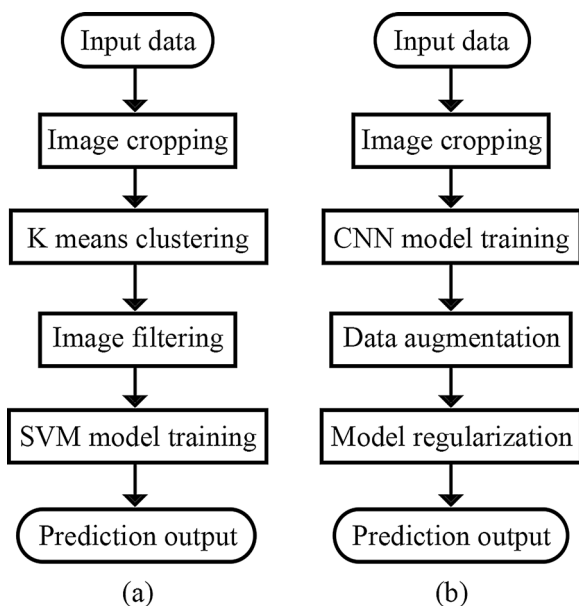 Input data
Image cropping
K means clustering
Image filtering
SVM model training
Prediction output
(a)
Input data
Image cropping
CNN model training
Data augmentation
Model regularization
Prediction output
(b)